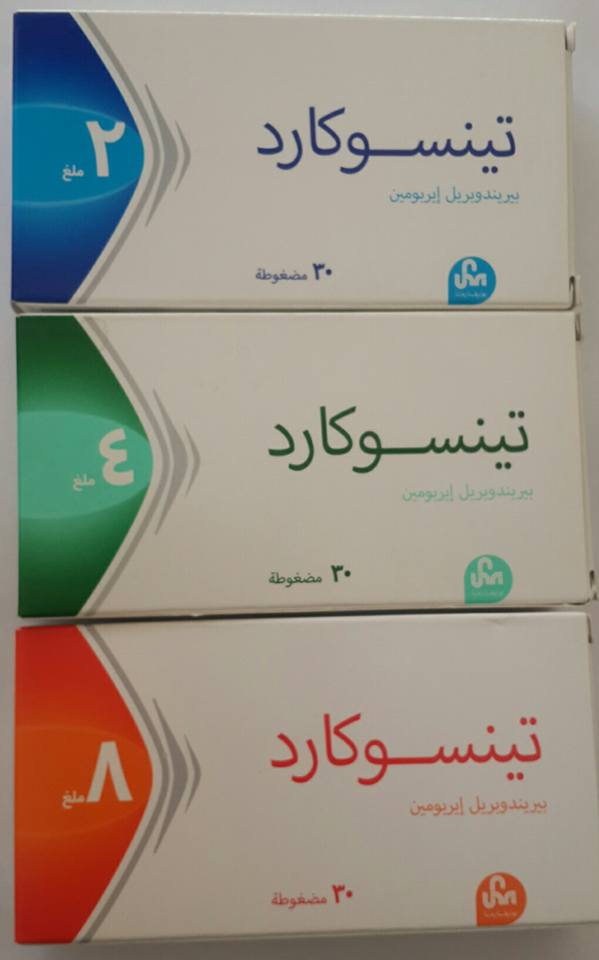 تينسوكارد
٢ ملغ
بيريندوبريل إيربومين
٣٠ مضغوطة
تينسوكارد
٤ ملغ
بيريندوبريل إيربومين
٣٠ مضغوطة
تينسوكارد
٨ ملغ
بيريندوبريل إيربومين
٣٠ مضغوطة